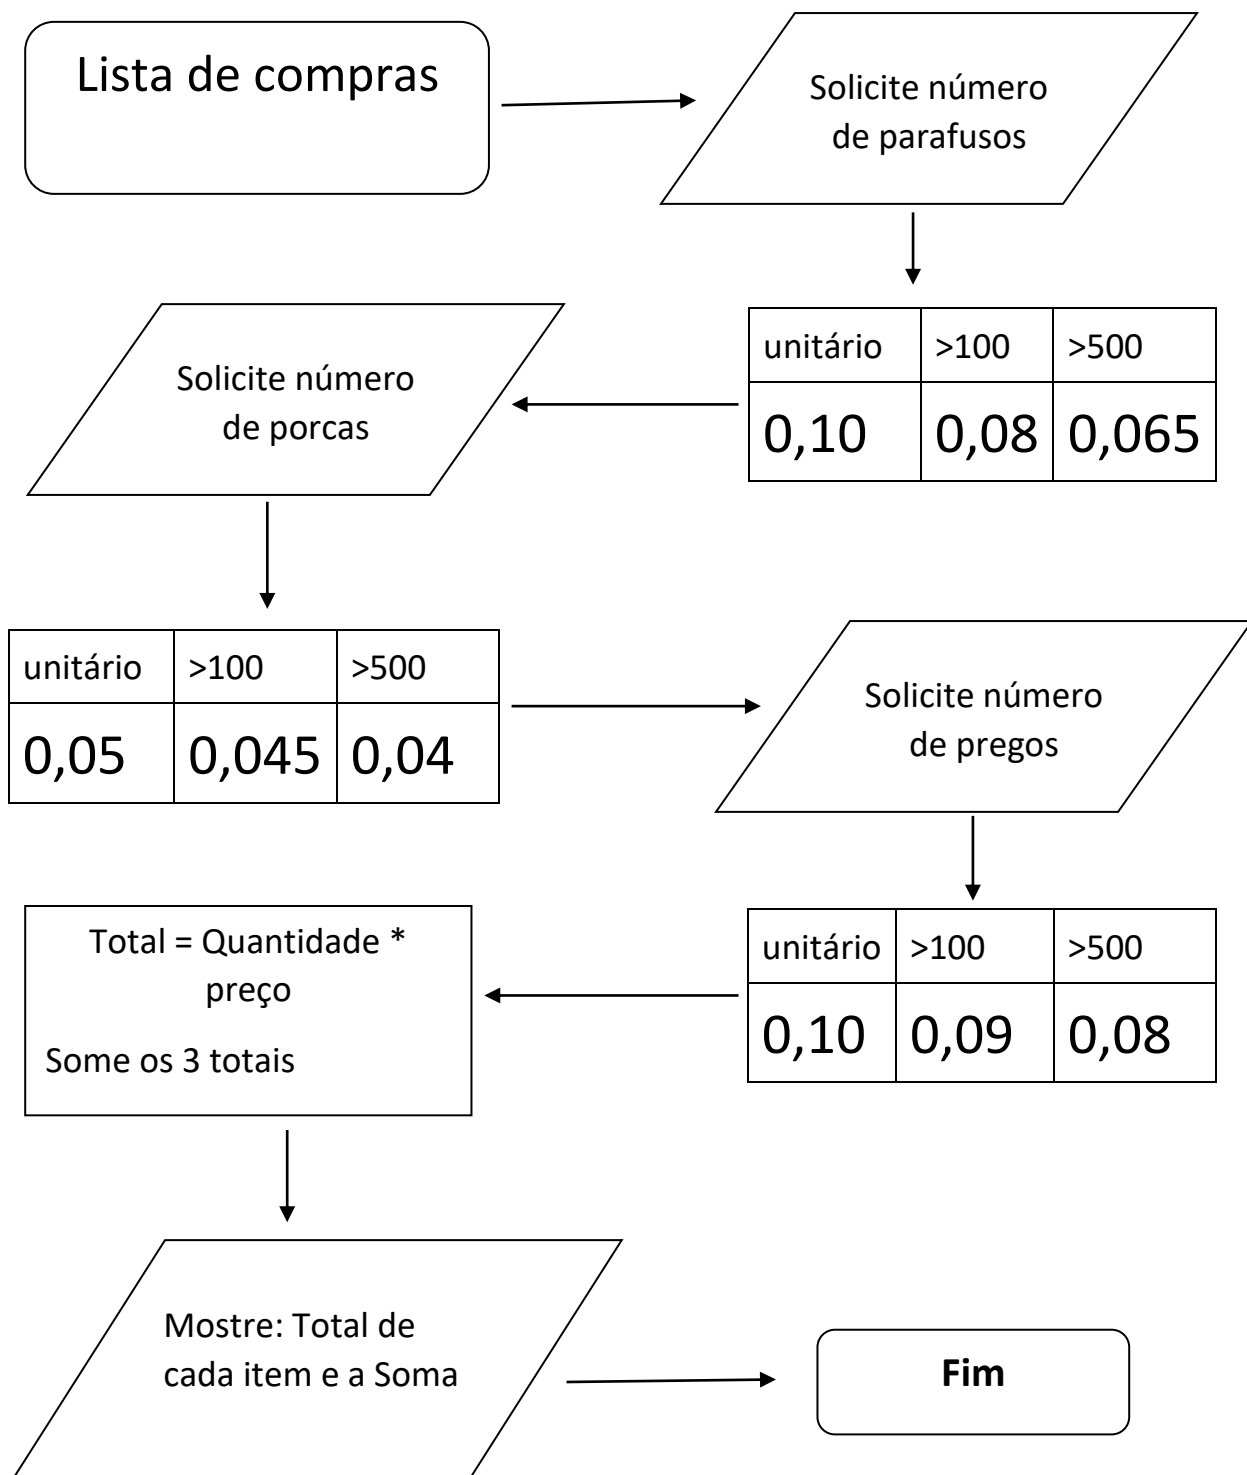 Lista de compras
Solicite número
de parafusos
unitário >100 >500
0,10 0,08 0,065
Solicite número
de porcas
unitário >100 >500
0,05 0,045 0,04
Solicite número
de pregos
unitário >100 >500
0,10 0,09 0,08
Total = Quantidade *
preço
Some os 3 totais
Mostre: Total de
cada item e a Soma
Fim